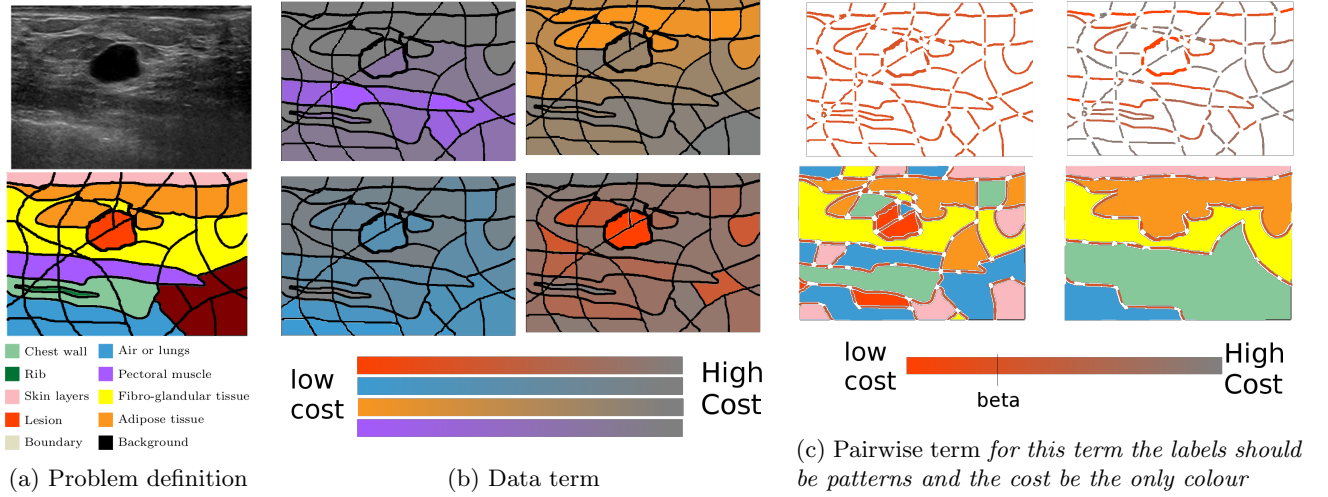 Chest wall
Air or lungs
Rib
Pectoral muscle
Skin layers
Fibro-glandular tissue
Lesion
Adipose tissue
Boundary
Background
(a) Problem definition
low
cost
High
Cost
(b) Data term
low
cost
High
Cost
beta
(c) Pairwise term for this term the labels should
be patterns and the cost be the only colour